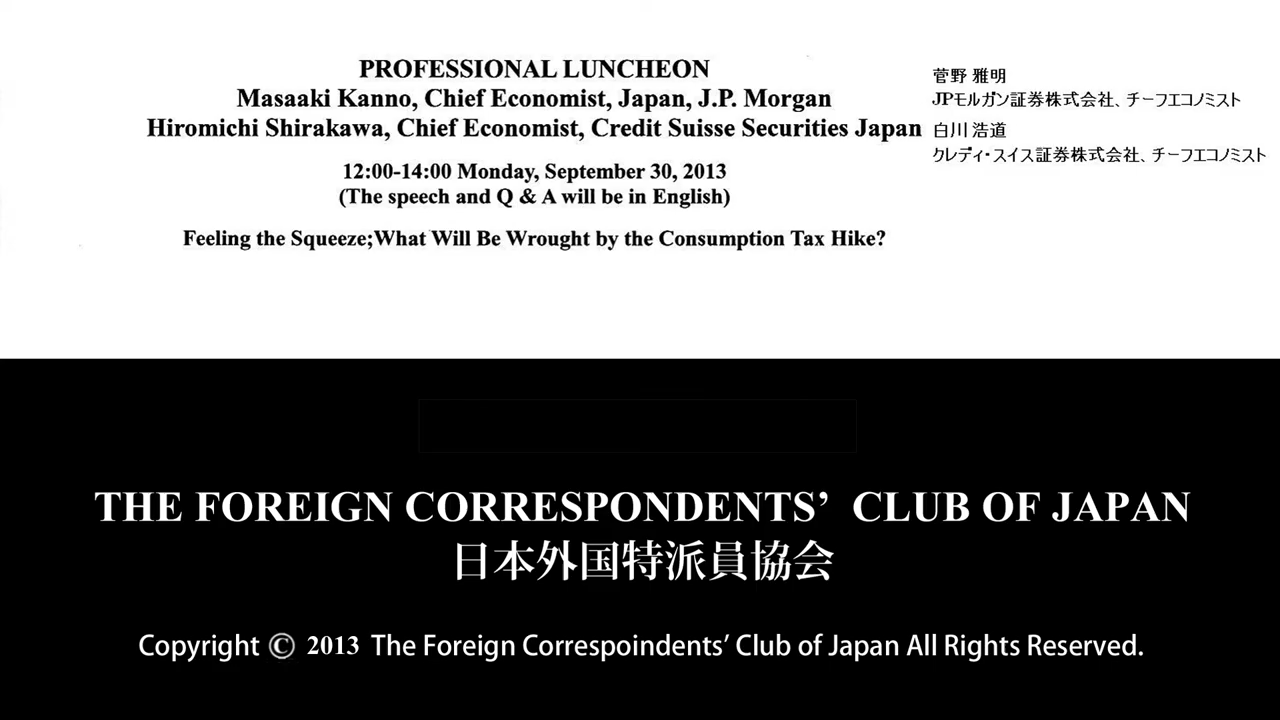 PROFESSIONAL LUNCHEON
Masaaki Kanno, Chief Economist, Japan, J.P. Morgan
Hiromichi Shirakawa, Chief Economist, Credit Suisse Securities Japan
12:00-14:00 Monday, September 30, 2013
(The speech and Q & A will be in English)
Feeling the Squeeze;What Will Be Wrought by the Consumption Tax Hike?
菅野 雅明
JPモルガン証券株式会社、チーフエコノミスト
白川 浩道
クレディ・スイス証券株式会社、チーフエコノミスト
THE FOREIGN CORRESPONDENTS’ CLUB OF JAPAN
日本外国特派員協会
Copyright © 2013 The Foreign Correspoindents’ Club of Japan All Rights Reserved.